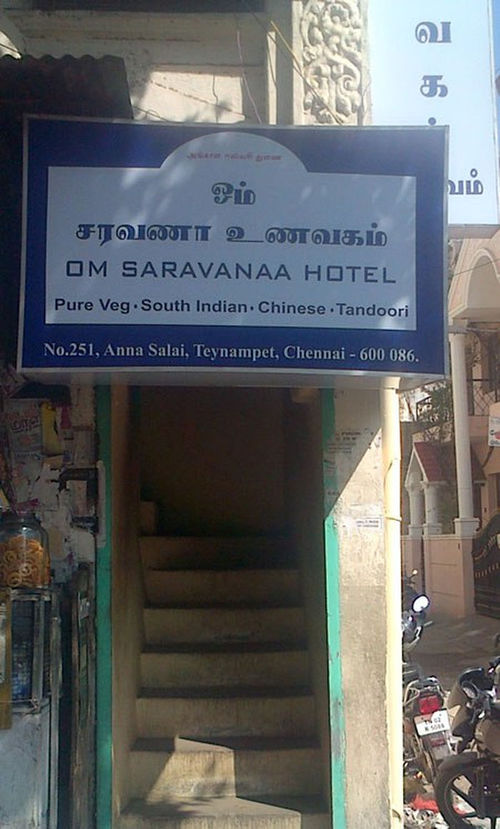 ஓம்
சரவணா உணவகம்
OM SARAVANAA HOTEL
Pure Veg · South Indian · Chinese · Tandoori
No.251, Anna Salai, Teynampet, Chennai - 600 086.
வ
க